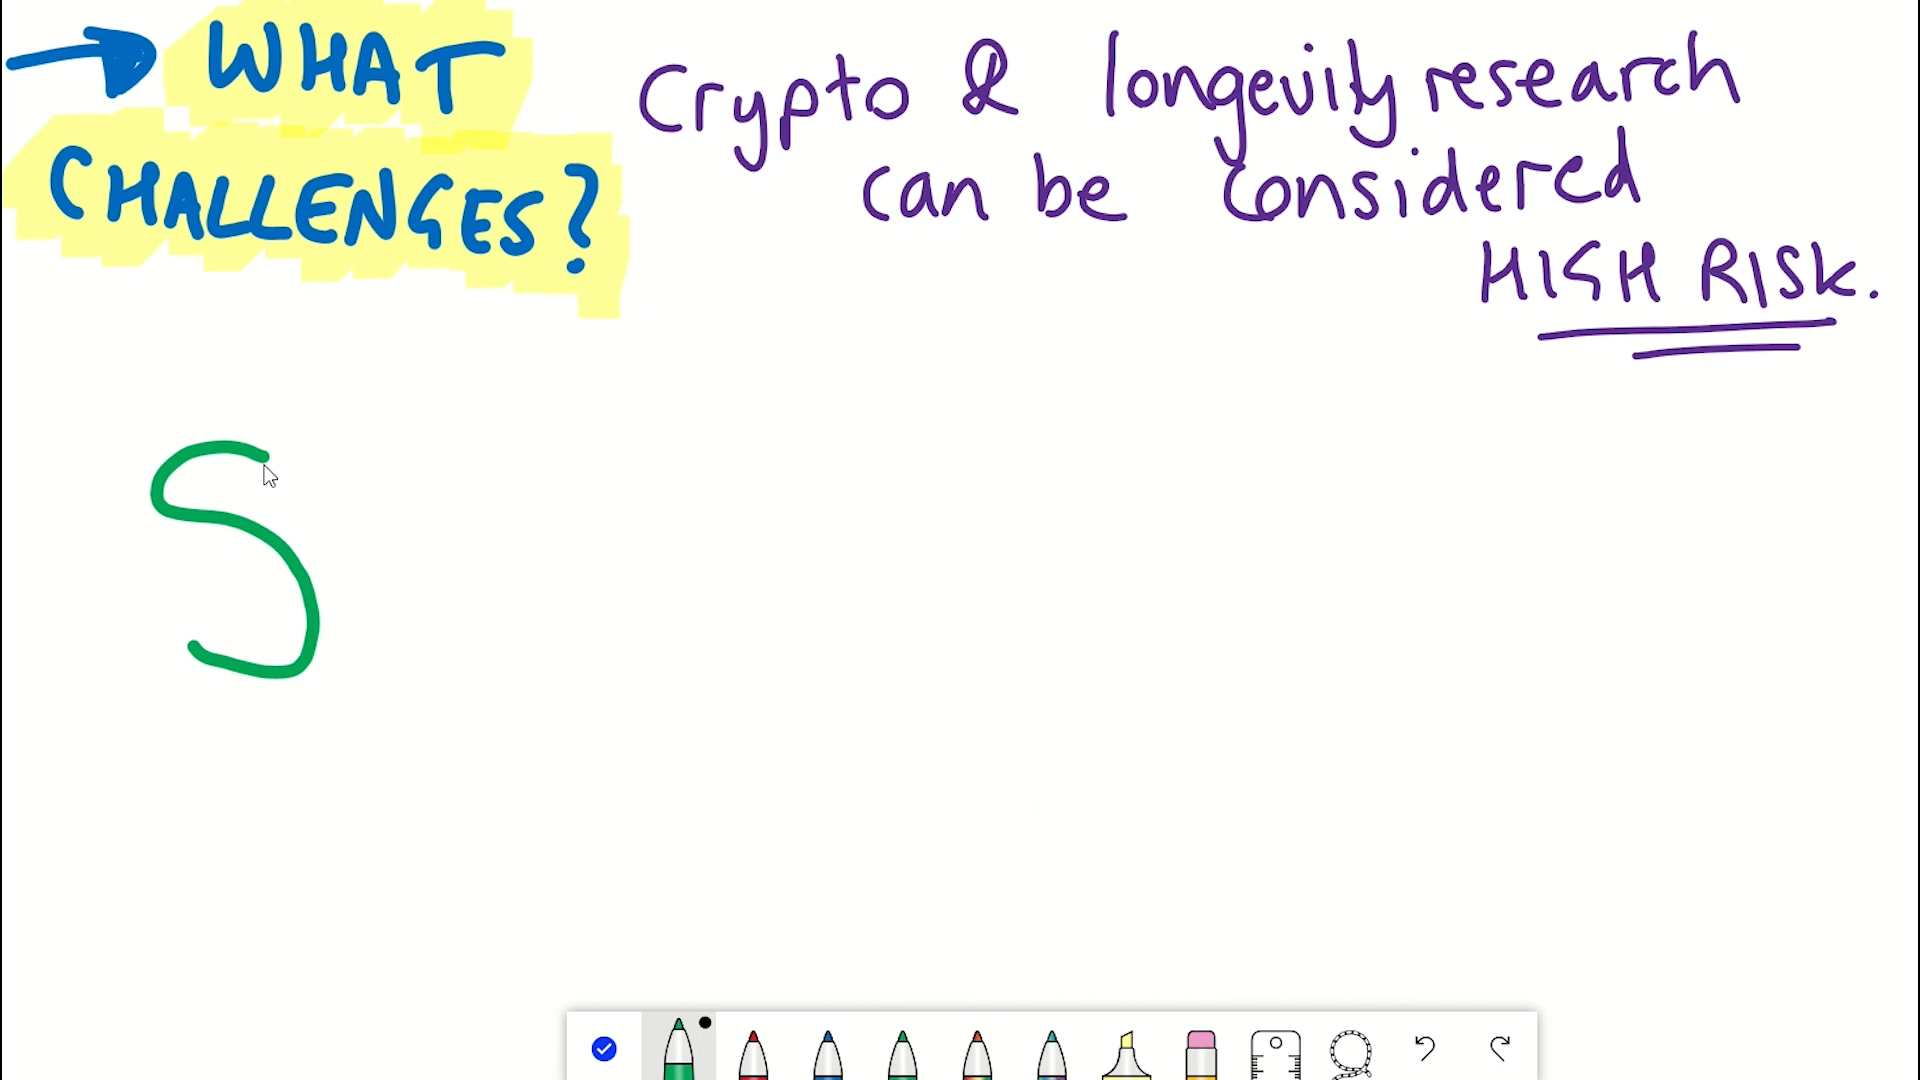 WHAT
CHALLENGES?
Crypto & longevity research
can be considered
HIGH RISK.
S